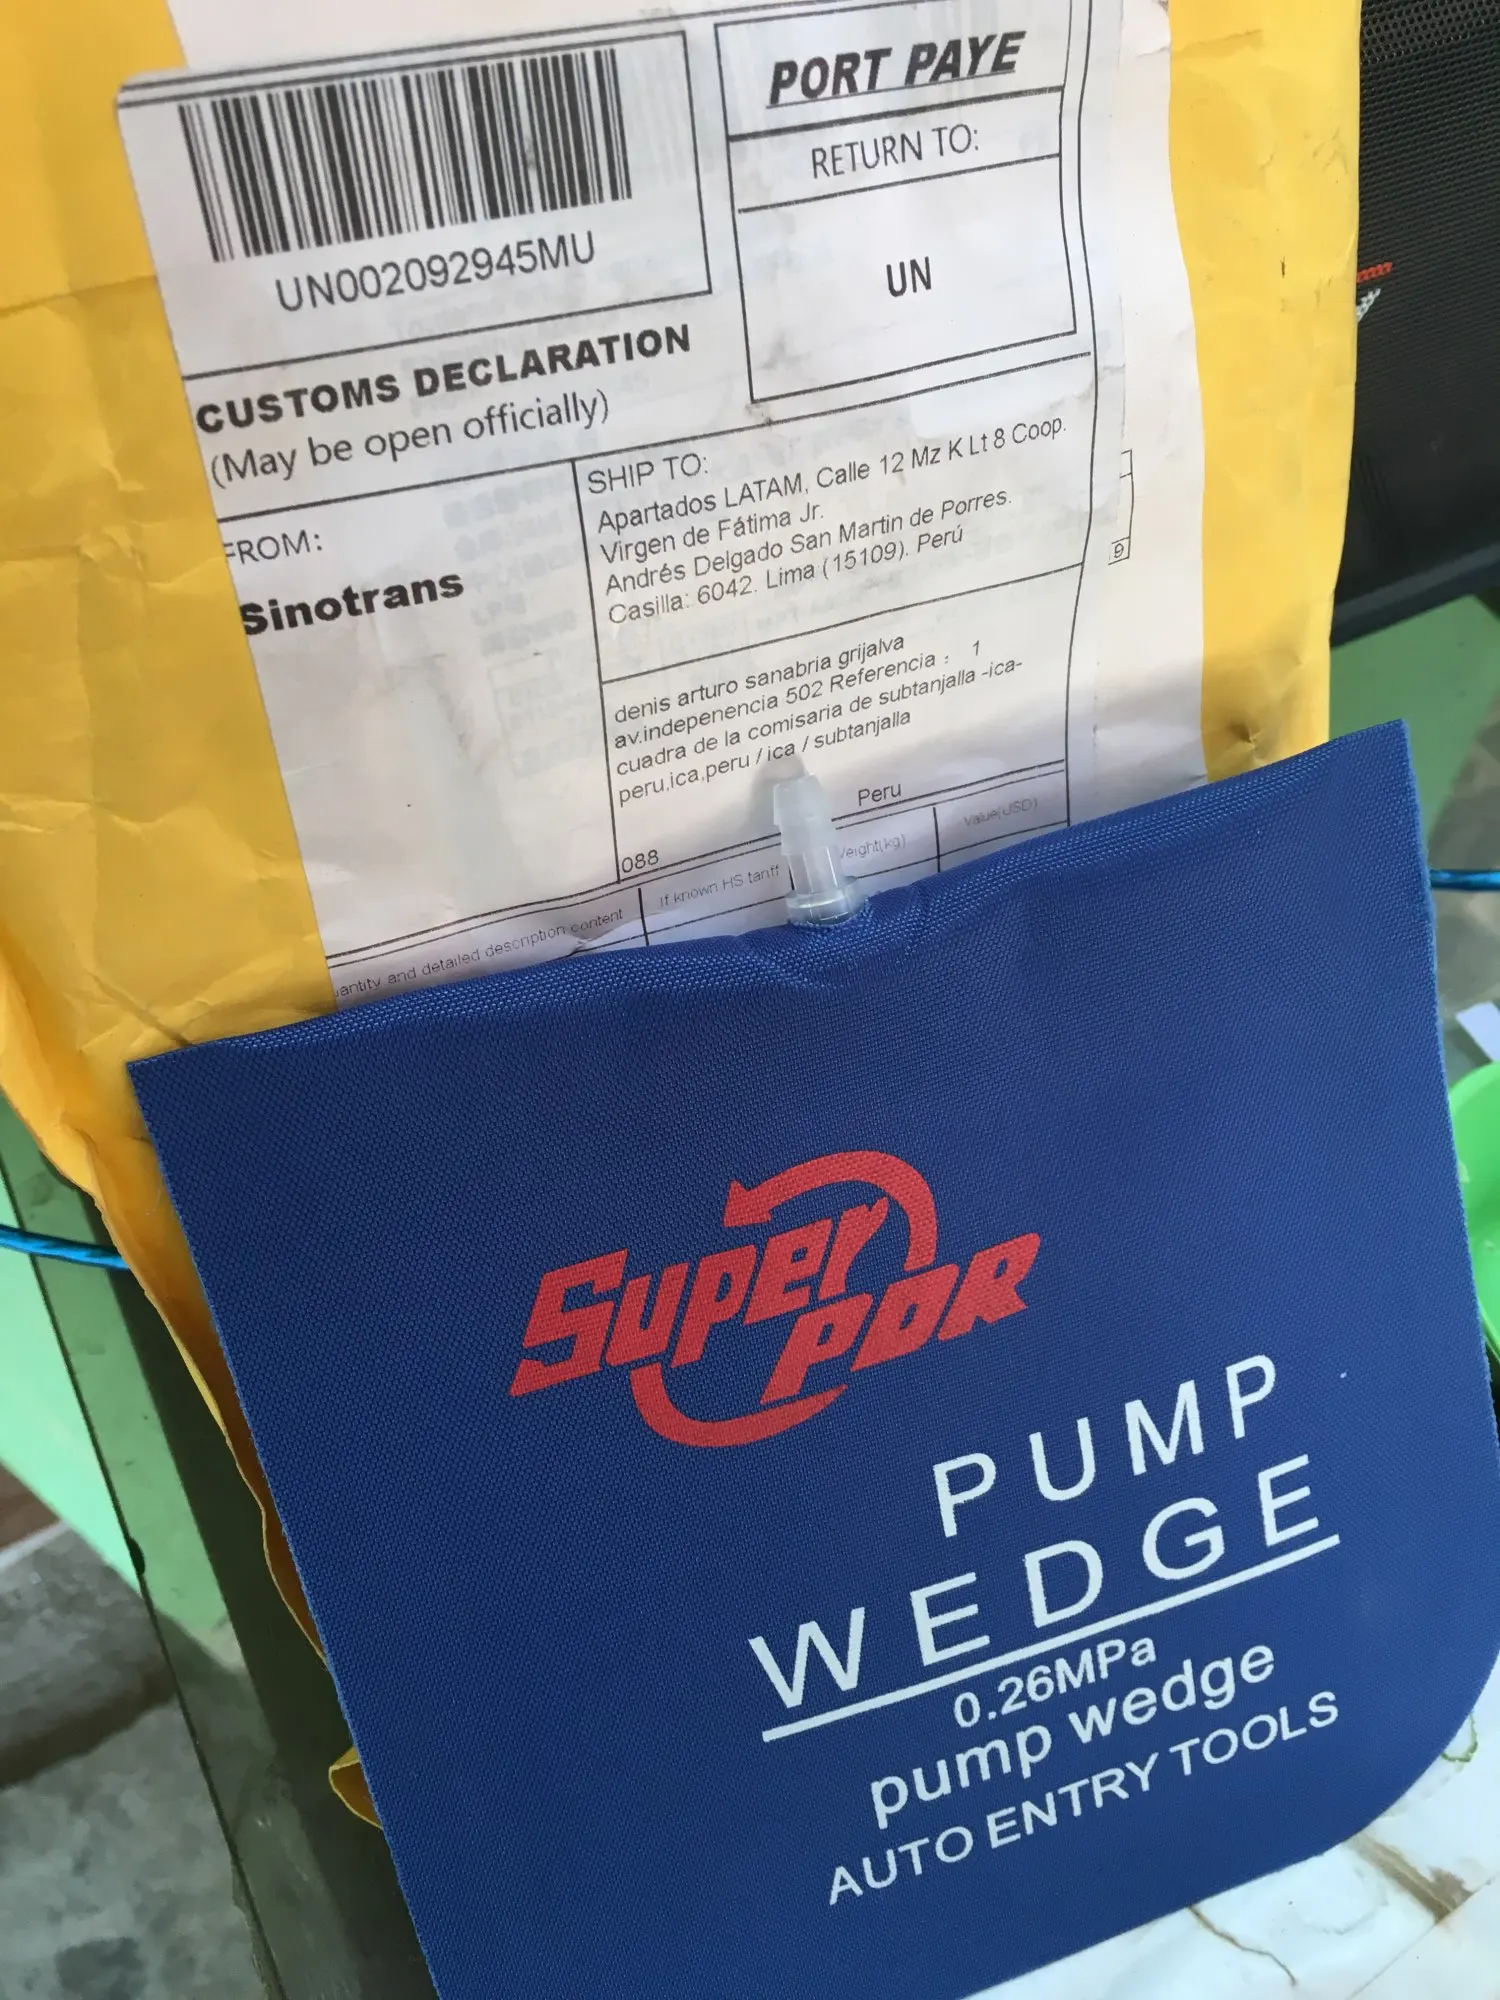 PORT PAYE
RETURN TO:
UN
UN002092945MU
CUSTOMS DECLARATION
(May be open officially)
FROM:
Sinotrans
SHIP TO:
Apartados LATAM, Calle 12 Mz K Lt 8 Coop.
Virgen de Fátima Jr.
Andrés Delgado San Martin de Porres.
Casilla: 6042. Lima (15109). Perú
denis arturo sanabria grijalva
av.indepenencia 502 Referencia : 1
cuadra de la comisaria de subtanjalla -ica-
peru,ica,peru / ica / subtanjalla
Peru
088
and detailed description content
If known HS tariff
Value(USD)
9
Super
PDR
PUMP
WEDGE
0.26MPa
pump wedge
AUTO ENTRY TOOLS